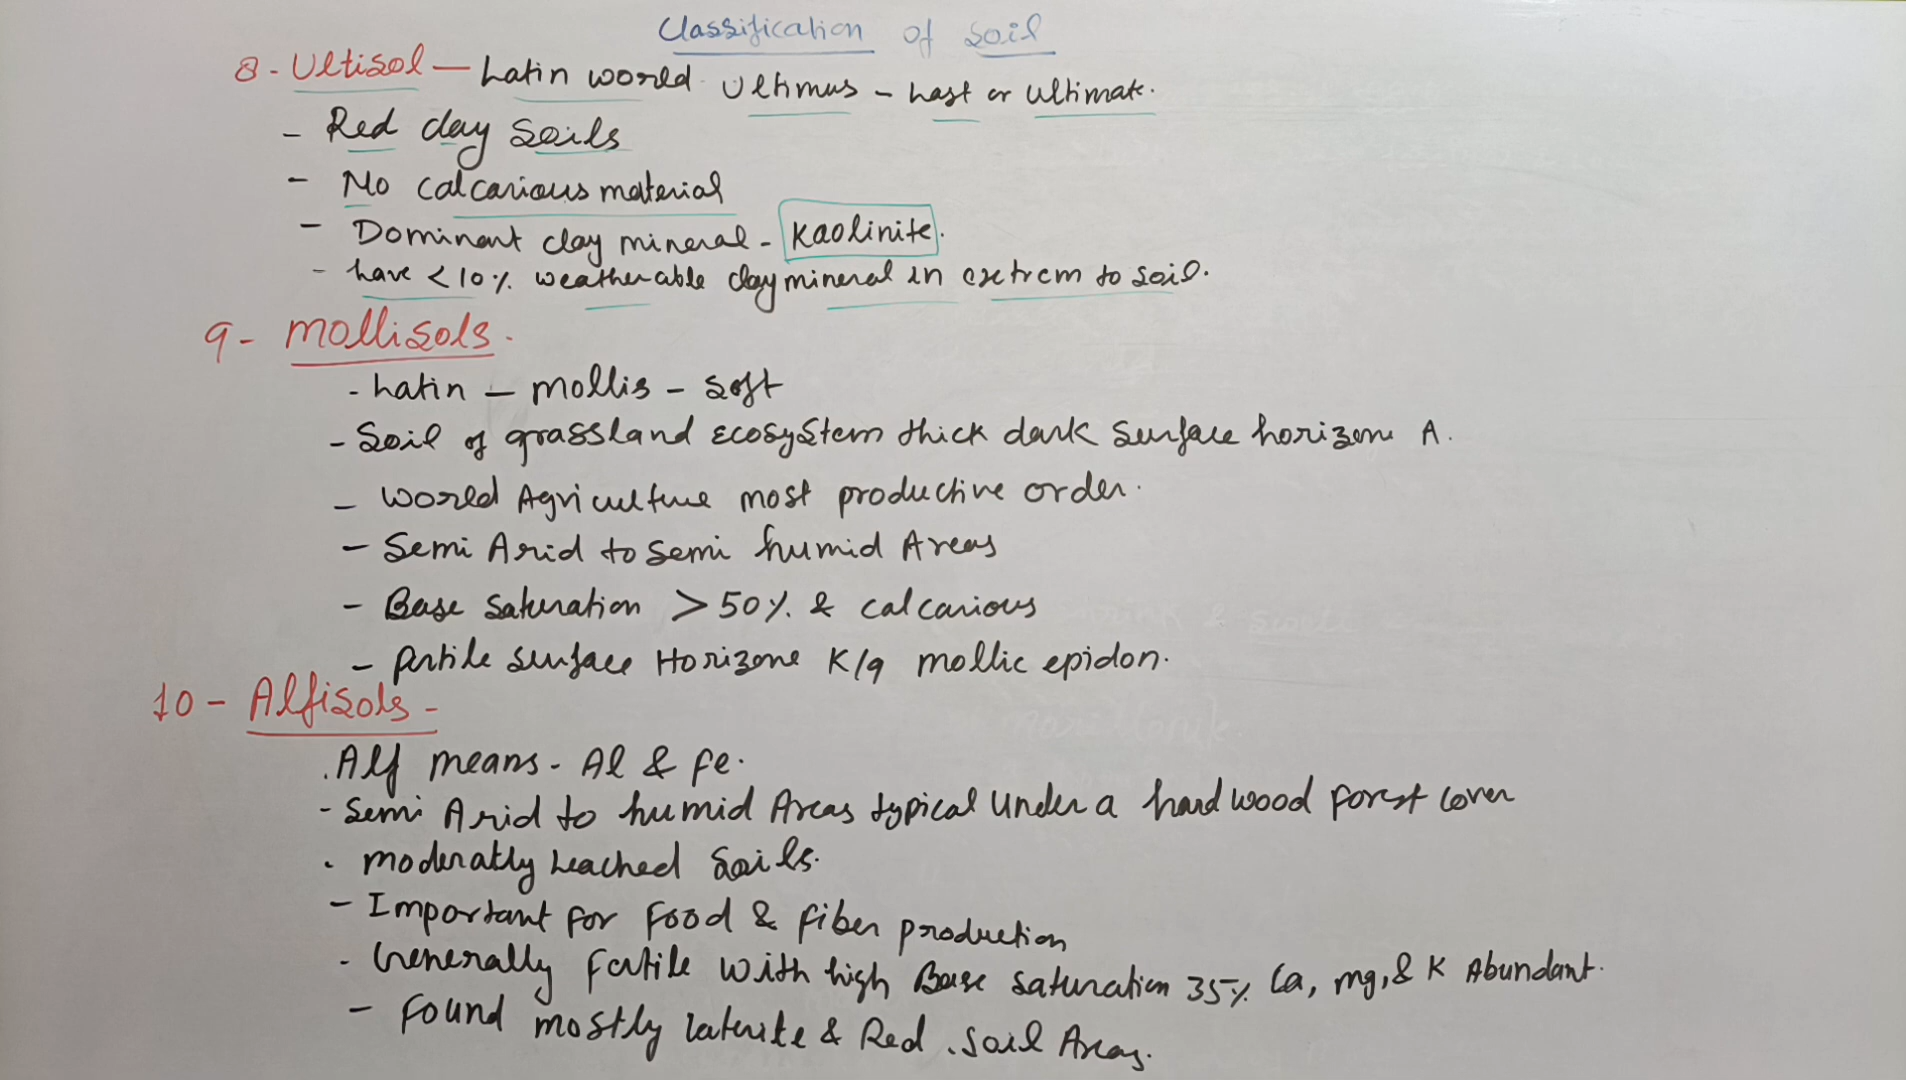 Classification of soil
8 - Ultisol — Latin world Ultimus - Last or ultimate.
- Red clay soils
- No calcarious material
- Dominant clay mineral - Kaolinite.
- have < 10% weatherable clay mineral in extrem to soil.
9 - Mollisols.
- Latin — mollis - soft
- Soil of grassland Ecosystem thick dark surface horizone A.
- World Agriculture most productive order.
- Semi Arid to semi humid Areas
- Base saturation > 50% & calcarious
- fertile surface Horizone K/9 mollic epidon.
10 - Alfisols -
. Alf means - Al & fe.
- Semi Arid to humid Areas typical under a hard wood forest cover
. moderatly Leached Soils.
- Important for food & fiber production
- Generally fertile with high Base saturation 35% Ca, mg, & K Abundant.
- found mostly laterite & Red . soil Areas.